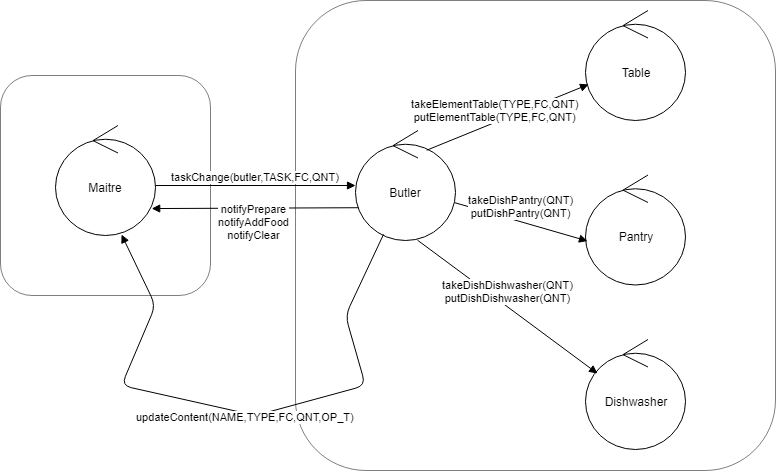 Table
takeElementTable(TYPE,FC,QNT)
putElementTable(TYPE,FC,QNT)
Maitre
taskChange(butler,TASK,FC,QNT)
Butler
notifyPrepare
notifyAddFood
notifyClear
takeDishPantry(QNT)
putDishPantry(QNT)
Pantry
takeDishDishwasher(QNT)
putDishDishwasher(QNT)
Dishwasher
updateContent(NAME,TYPE,FC,QNT,OP_T)